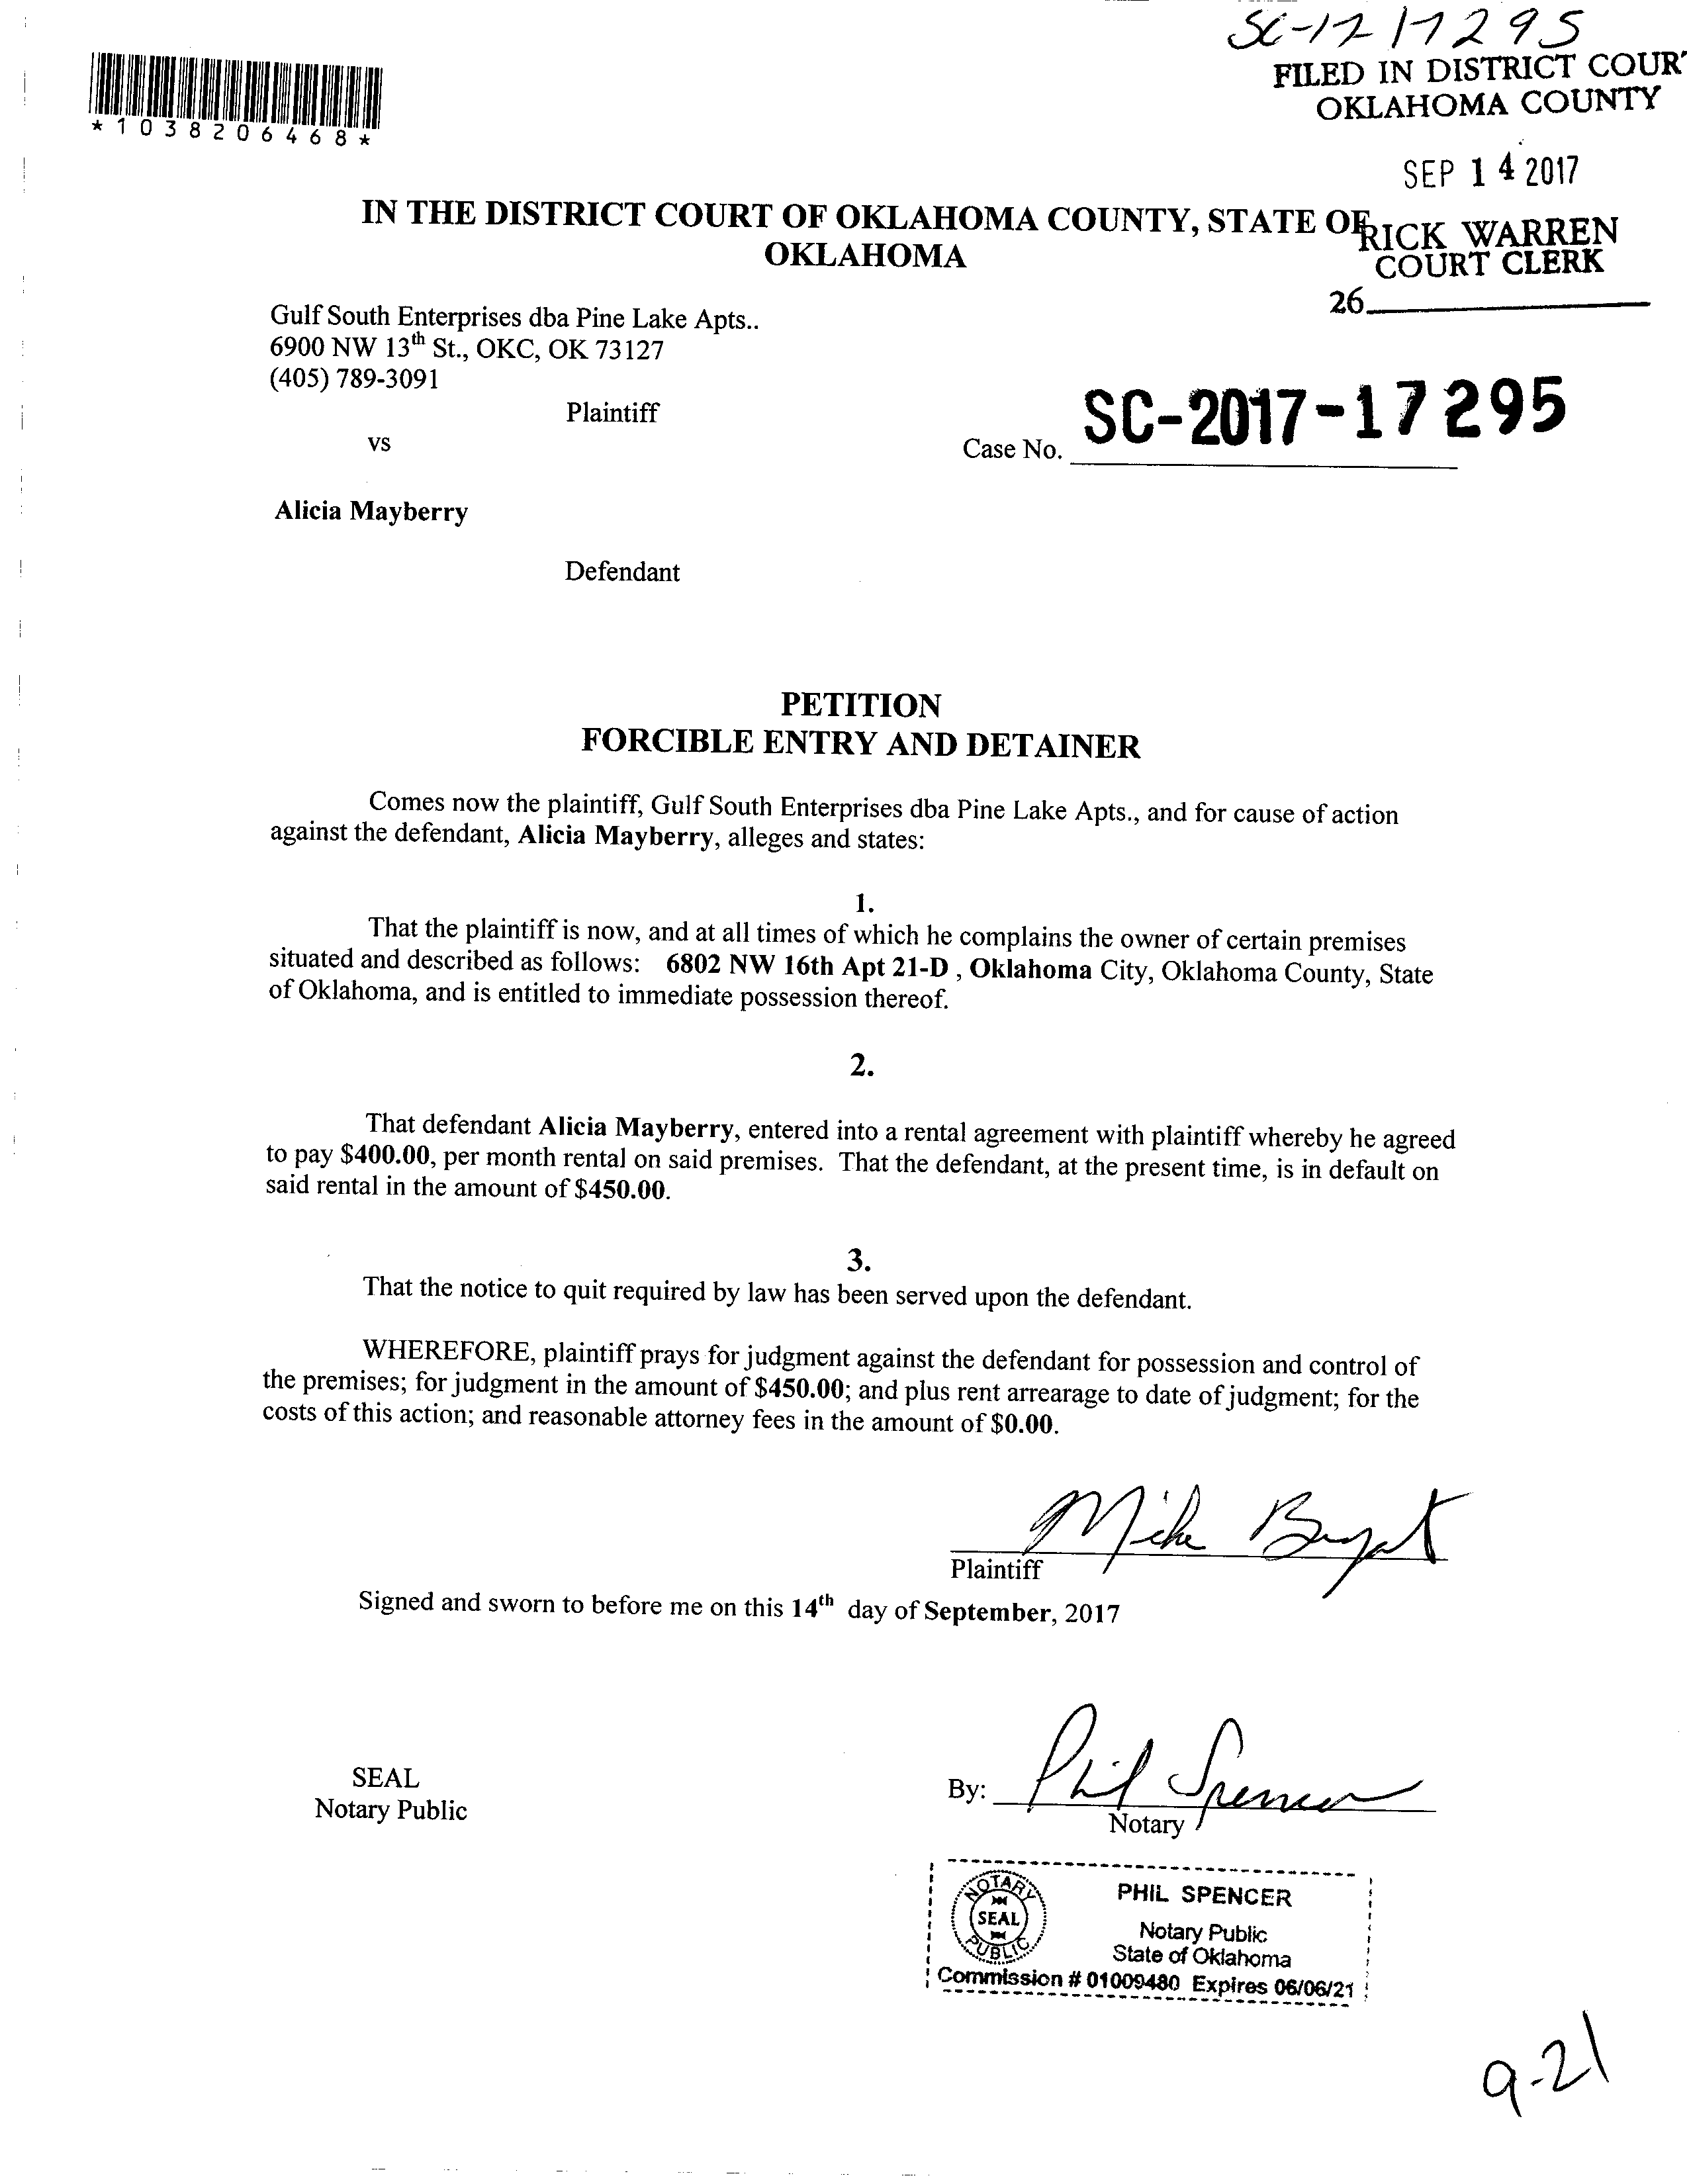 SC-17 17295
FILED IN DISTRICT COUR
OKLAHOMA COUNTY
*1038206468*
SEP 14 2017
IN THE DISTRICT COURT OF OKLAHOMA COUNTY, STATE OF
OKLAHOMA
RICK WARREN
COURT CLERK
26
Gulf South Enterprises dba Pine Lake Apts..
6900 NW 13th St., OKC, OK 73127
(405) 789-3091
Plaintiff
vs
Case No. SC-2017-17295
Alicia Mayberry
Defendant
PETITION
FORCIBLE ENTRY AND DETAINER
Comes now the plaintiff, Gulf South Enterprises dba Pine Lake Apts., and for cause of action
against the defendant, Alicia Mayberry, alleges and states:
1.
That the plaintiff is now, and at all times of which he complains the owner of certain premises
situated and described as follows: 6802 NW 16th Apt 21-D , Oklahoma City, Oklahoma County, State
of Oklahoma, and is entitled to immediate possession thereof.
2.
That defendant Alicia Mayberry, entered into a rental agreement with plaintiff whereby he agreed
to pay $400.00, per month rental on said premises. That the defendant, at the present time, is in default on
said rental in the amount of $450.00.
3.
That the notice to quit required by law has been served upon the defendant.
WHEREFORE, plaintiff prays for judgment against the defendant for possession and control of
the premises; for judgment in the amount of $450.00; and plus rent arrearage to date of judgment; for the
costs of this action; and reasonable attorney fees in the amount of $0.00.
Mike
Plaintiff
Signed and sworn to before me on this 14th day of September, 2017
SEAL
Notary Public
By: Phil Spencer
Notary
NOTARY
SEAL
PUBLIC
PHIL SPENCER
Notary Public
State of Oklahoma
Commission # 01009480 Expires 06/06/21
9-21